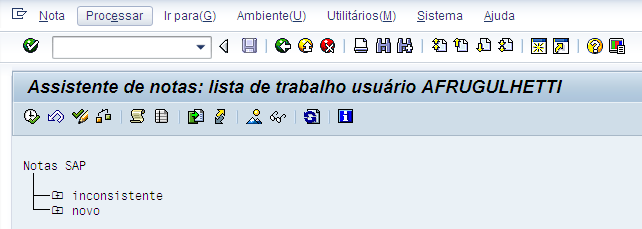 Nota Processar Ir para(G) Ambiente(U) Utilitários(M) Sistema Ajuda
Assistente de notas: lista de trabalho usuário AFRUGULHETTI
Notas SAP
inconsistente
novo